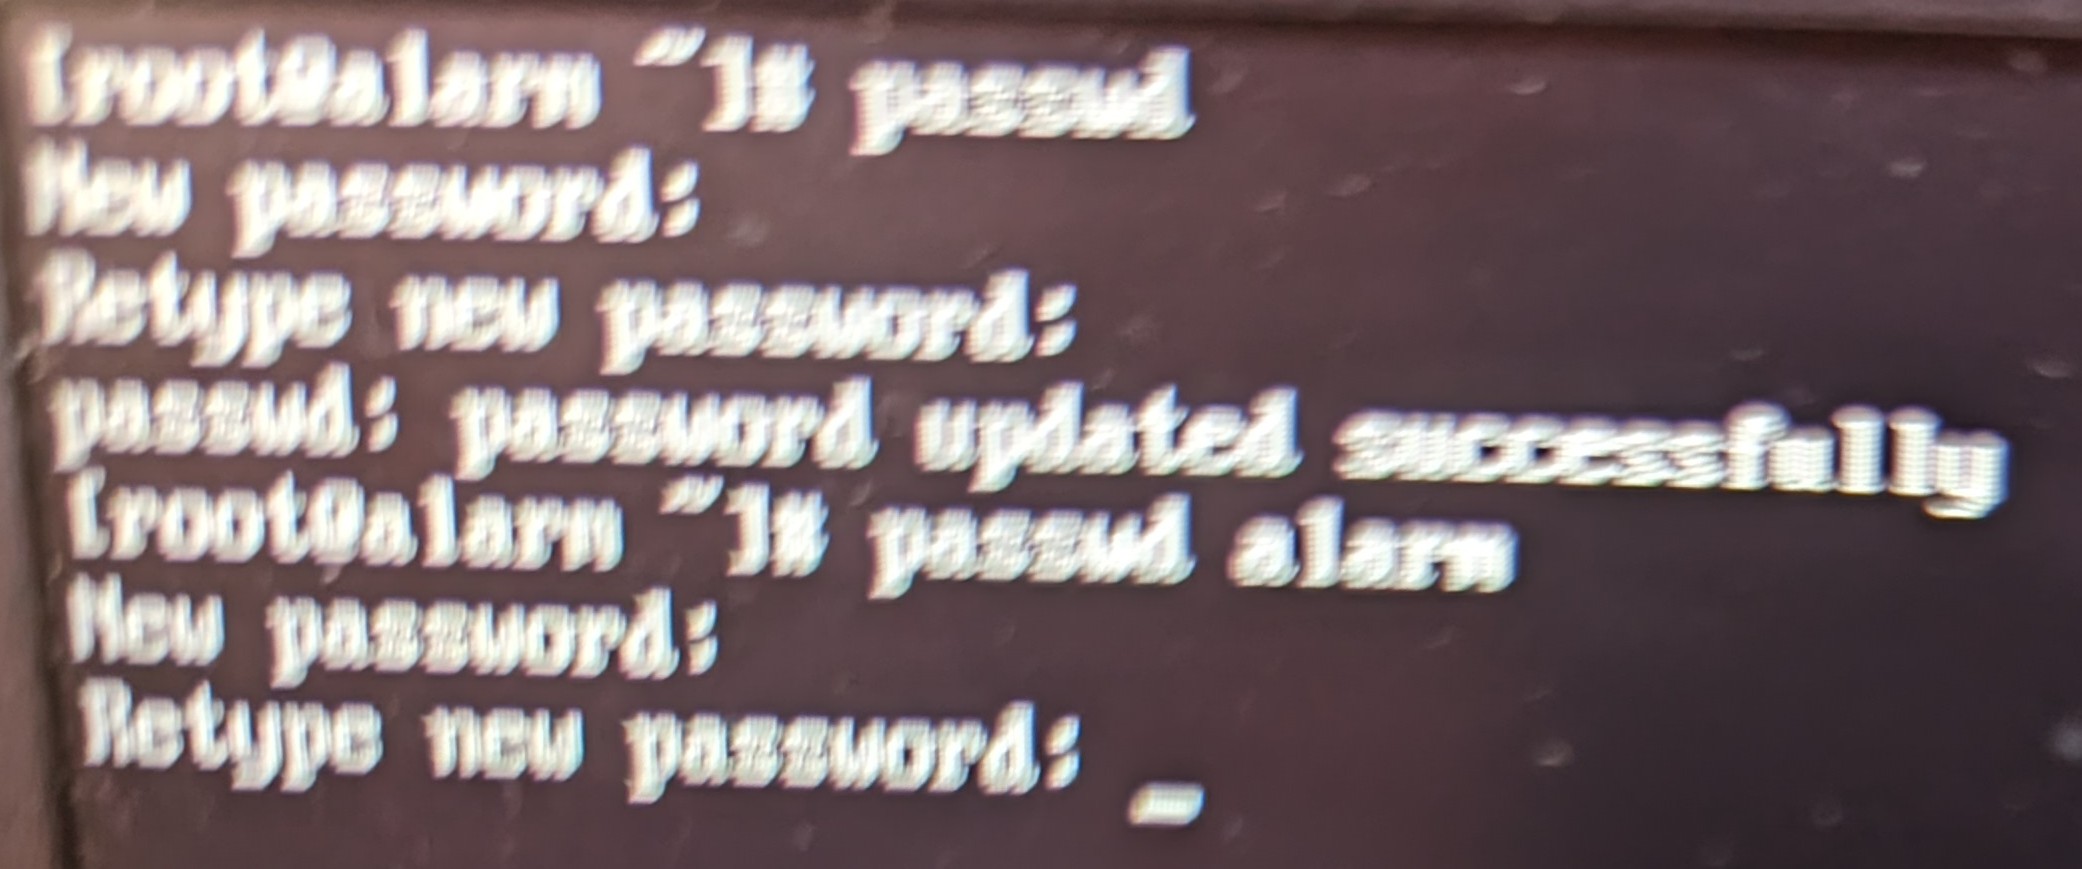 [root@alarm ~]# passwd
New password:
Retype new password:
passwd: password updated successfully
[root@alarm ~]# passwd alarm
New password:
Retype new password: _